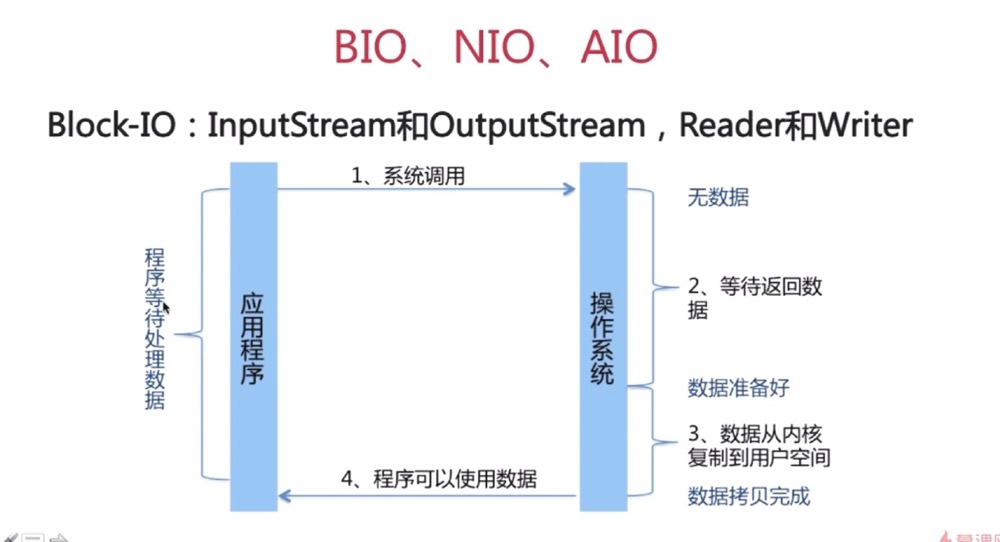 BIO、NIO、AIO
Block-IO：InputStream和OutputStream，Reader和Writer
1、系统调用
无数据
程序等待处理数据
应用程序
操作系统
2、等待返回数
据
数据准备好
3、数据从内核
复制到用户空间
4、程序可以使用数据
数据拷贝完成